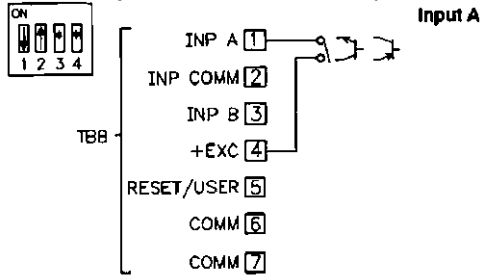 ON
1 2 3 4
Input A
INP A 1
INP COMM 2
INP B 3
TBB
+EXC 4
RESET/USER 5
COMM 6
COMM 7